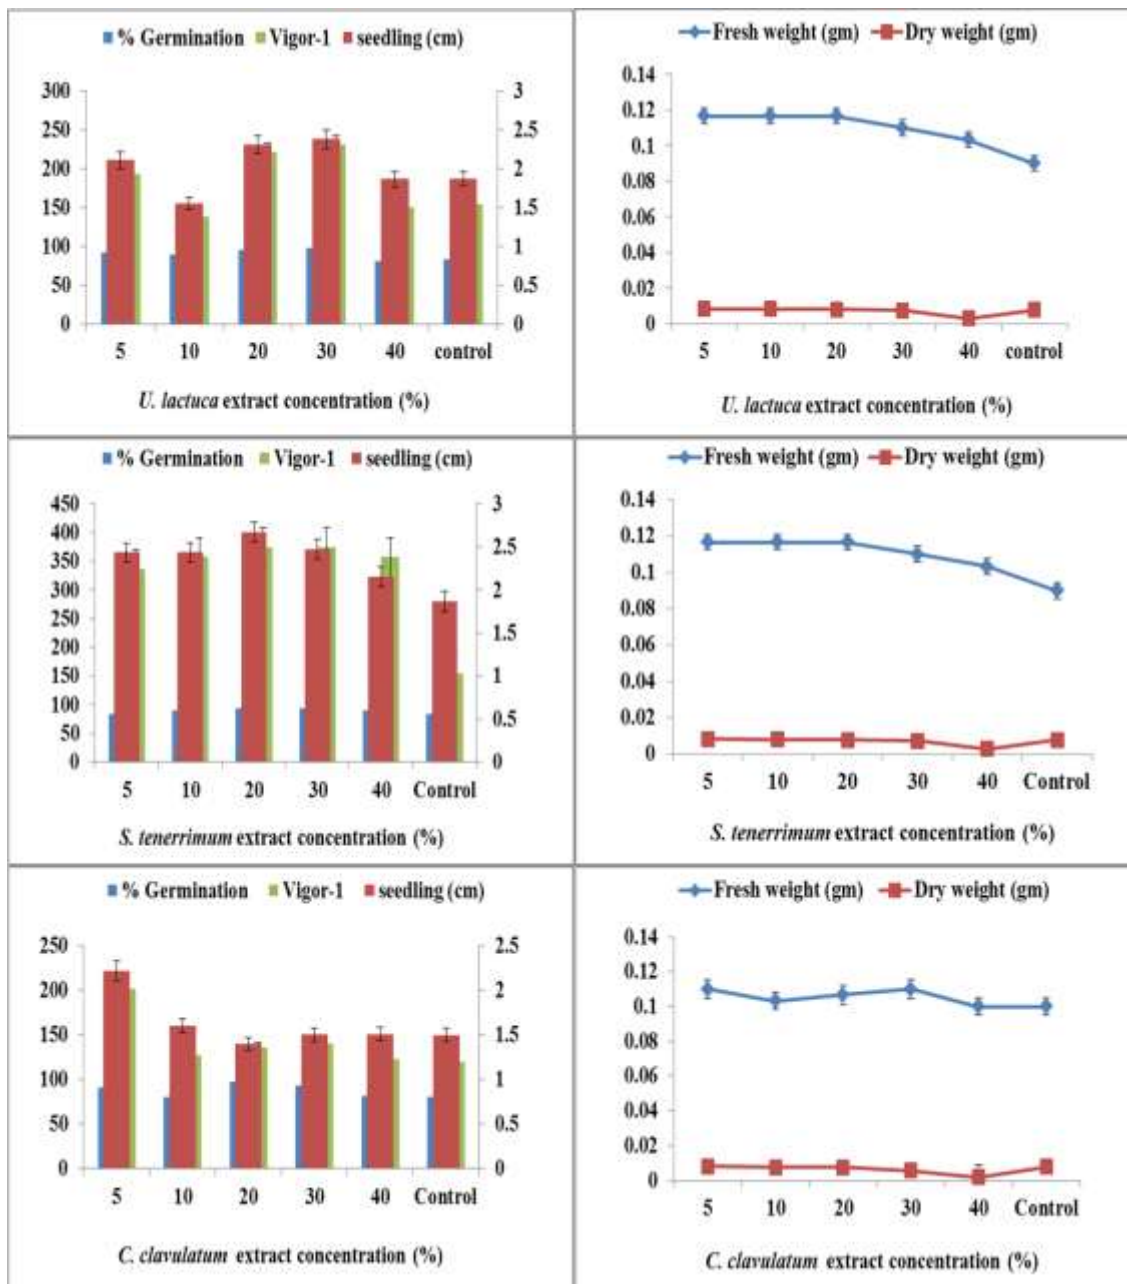 % Germination Vigor-1 seedling (cm)
300 3
250 2.5
200 2
150 1.5
100 1
50 0.5
0 0
5 10 20 30 40 control
U. lactuca extract concentration (%)
Fresh weight (gm) Dry weight (gm)
0.14
0.12
0.1
0.08
0.06
0.04
0.02
0
5 10 20 30 40 control
U. lactuca extract concentration (%)
% Germination Vigor-1 seedling (cm)
450 3
400
350 2.5
300 2
250
200 1.5
150 1
100
50 0.5
0 0
5 10 20 30 40 Control
S. tenerrimum extract concentration (%)
Fresh weight (gm) Dry weight (gm)
0.14
0.12
0.1
0.08
0.06
0.04
0.02
0
5 10 20 30 40 Control
S. tenerrimum extract concentration (%)
% Germination Vigor-1 seedling (cm)
250 2.5
200 2
150 1.5
100 1
50 0.5
0 0
5 10 20 30 40 Control
C. clavulatum extract concentration (%)
Fresh weight (gm) Dry weight (gm)
0.14
0.12
0.1
0.08
0.06
0.04
0.02
0
5 10 20 30 40 Control
C. clavulatum extract concentration (%)